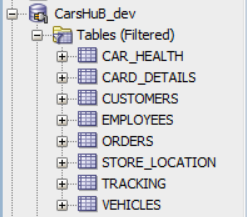 CarsHuB_dev
Tables (Filtered)
CAR_HEALTH
CARD_DETAILS
CUSTOMERS
EMPLOYEES
ORDERS
STORE_LOCATION
TRACKING
VEHICLES